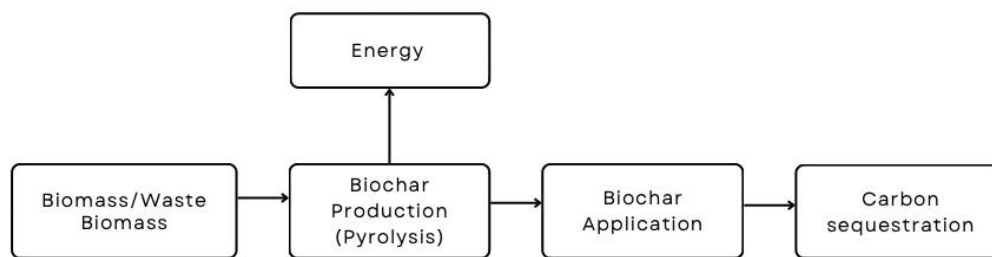 Energy
Biomass/Waste
Biomass
Biochar
Production
(Pyrolysis)
Biochar
Application
Carbon
sequestration